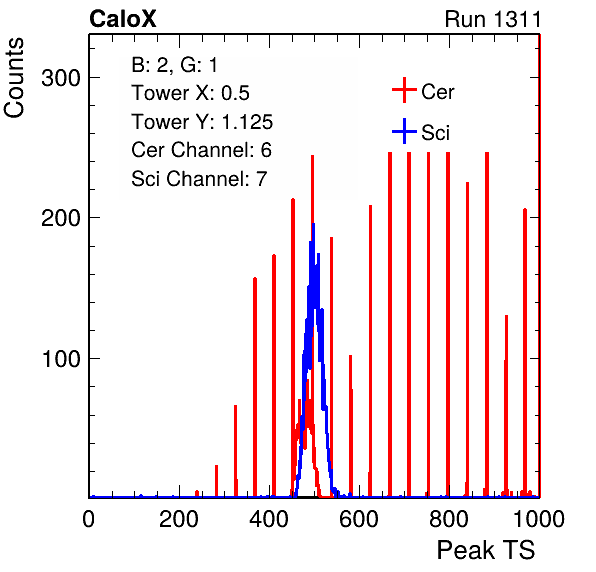 CaloX Run 1311
Counts
300
200
100
B: 2, G: 1
Tower X: 0.5
Tower Y: 1.125
Cer Channel: 6
Sci Channel: 7
Cer
Sci
0 200 400 600 800 1000
Peak TS